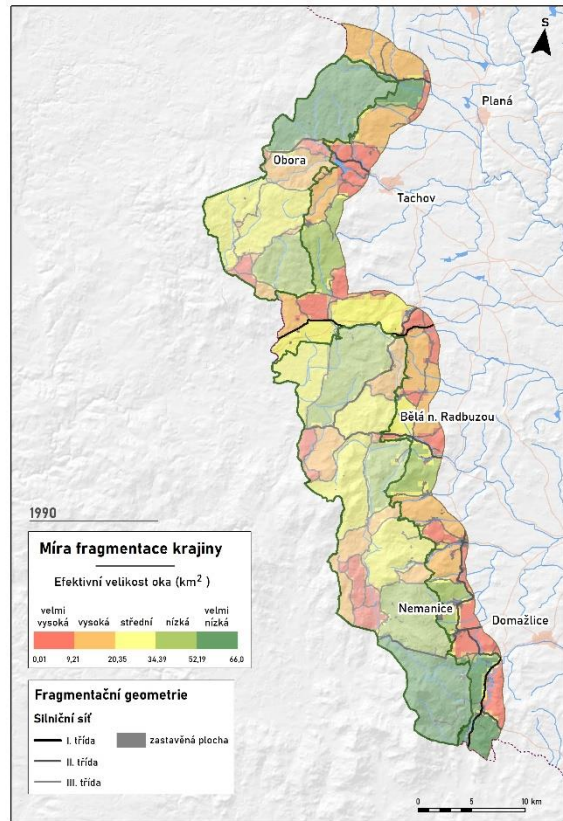 S
Planá
Obora
Tachov
Bělá n. Radbuzou
1990
Míra fragmentace krajiny
Efektivní velikost oka (km²)
velmi vysoká
vysoká
střední
nízká
velmi nízká
0,01
9,21
20,35
34,39
52,19
66,0
Nemanice
Domažlice
Fragmentační geometrie
Silniční síť
I. třída
zastavěná plocha
II. třída
III. třída
0
5
10 km